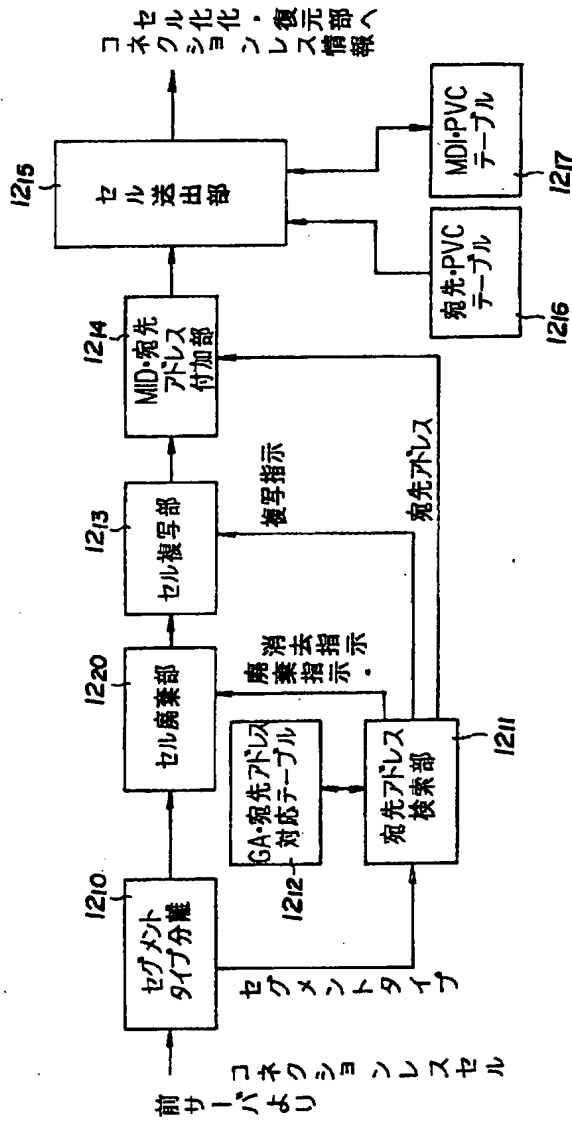 前サーバより
コネクションレスセル
1210
セグメント
タイプ分離
セグメントタイプ
1220
セル廃棄部
廃棄指示・
消去指示
GA・宛先アドレス
対応テーブル
1212
宛先アドレス
検索部
1211
1213
セル複写部
複写指示
宛先アドレス
1214
MID・宛先
アドレス
付加部
1215
セル送出部
宛先・PVC
テーブル
1216
MDI・PVC
テーブル
1217
コネクションレス情報
セル化化・復元部へ